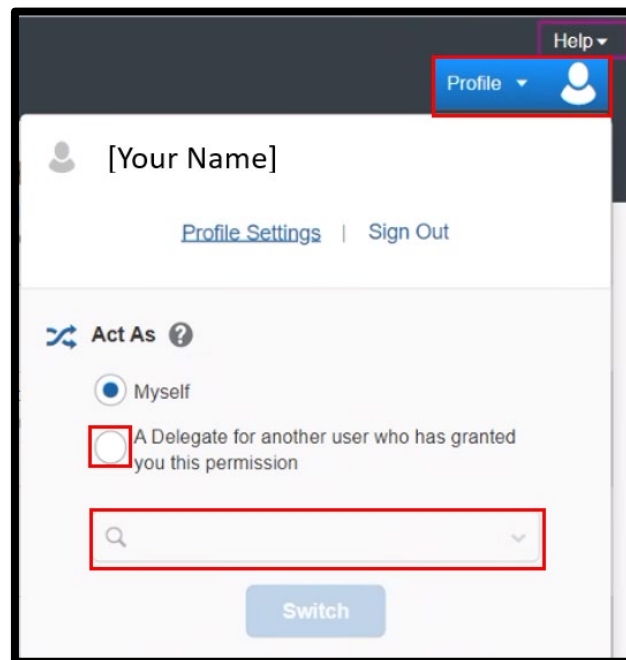 Help
Profile
[Your Name]
Profile Settings | Sign Out
Act As ?
Myself
A Delegate for another user who has granted
you this permission
Switch